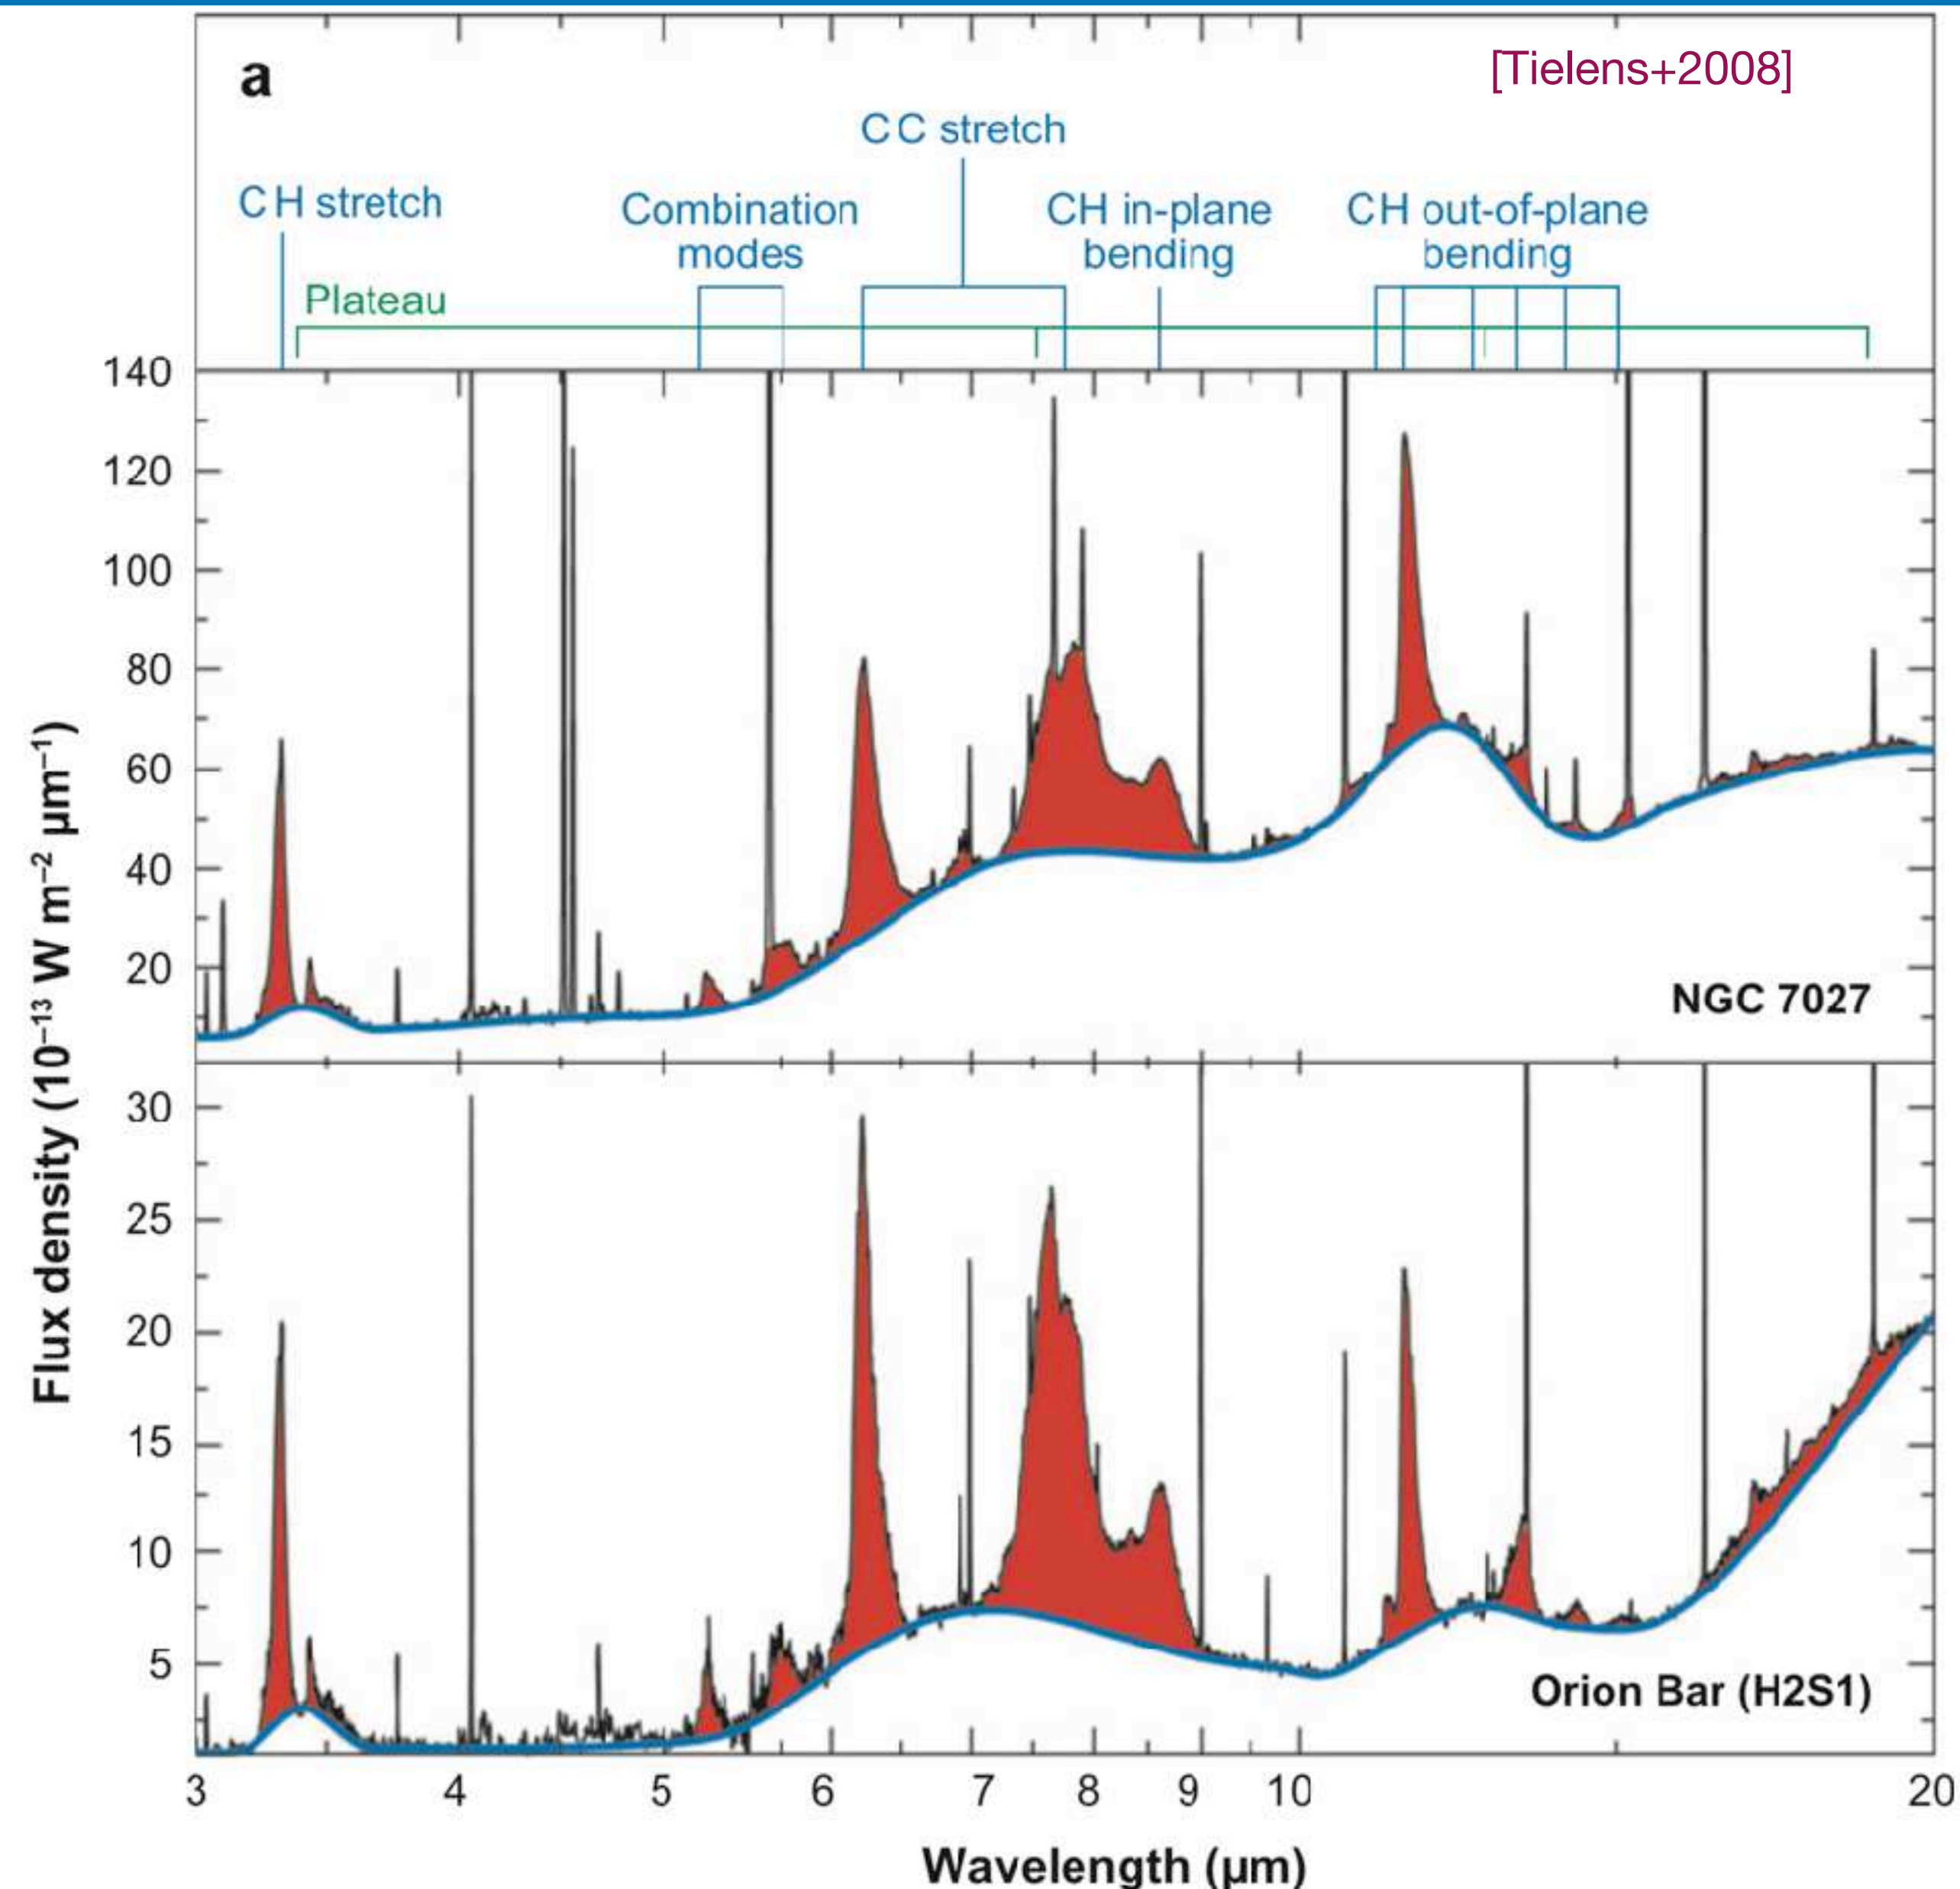 a
[Tielens+2008]
CC stretch
CH stretch
Combination
modes
CH in-plane
bending
CH out-of-plane
bending
Plateau
140
120
100
80
60
40
20
NGC 7027
30
25
20
15
10
5
Orion Bar (H2S1)
Flux density (10⁻¹³ W m⁻² µm⁻¹)
3 4 5 6 7 8 9 10 20
Wavelength (µm)